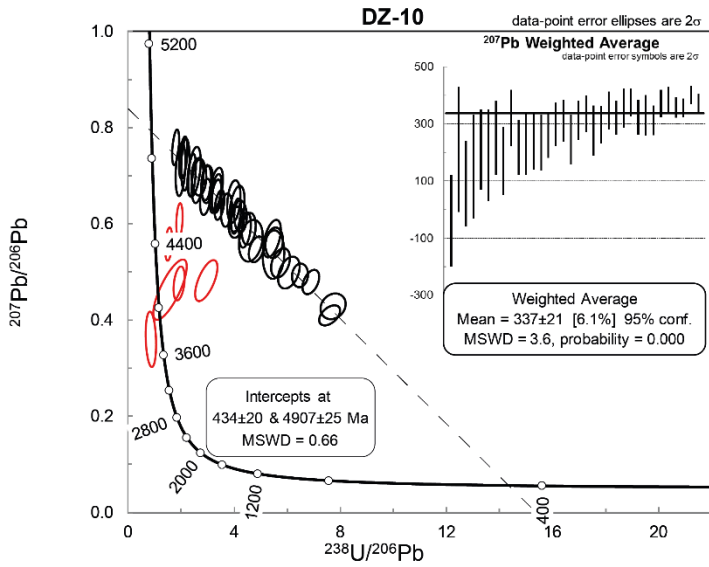 DZ-10
data-point error ellipses are 2σ
1.0
0.8
0.6
0.4
0.2
0.0
²⁰⁷Pb/²⁰⁶Pb
5200
4400
3600
2800
2000
1200
400
²⁰⁷Pb Weighted Average
data-point error symbols are 2σ
500
300
100
-100
-300
Weighted Average
Mean = 337±21 [6.1%] 95% conf.
MSWD = 3.6, probability = 0.000
Intercepts at
434±20 & 4907±25 Ma
MSWD = 0.66
0 4 8 12 16 20
²³⁸U/²⁰⁶Pb